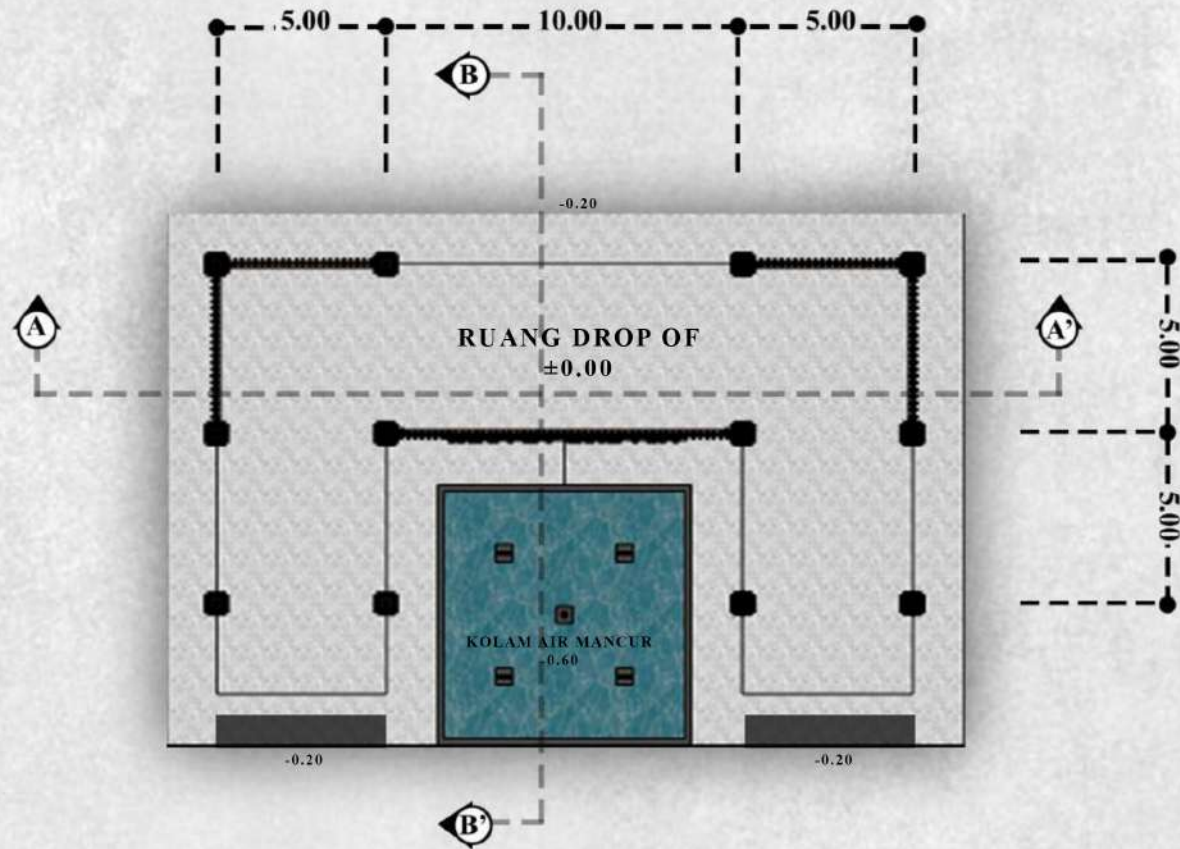 5.00 10.00 5.00
B
-0.20
A
A'
RUANG DROP OF
±0.00
5.00
5.00
KOLAM AIR MANCUR
-0.60
-0.20
-0.20
B'